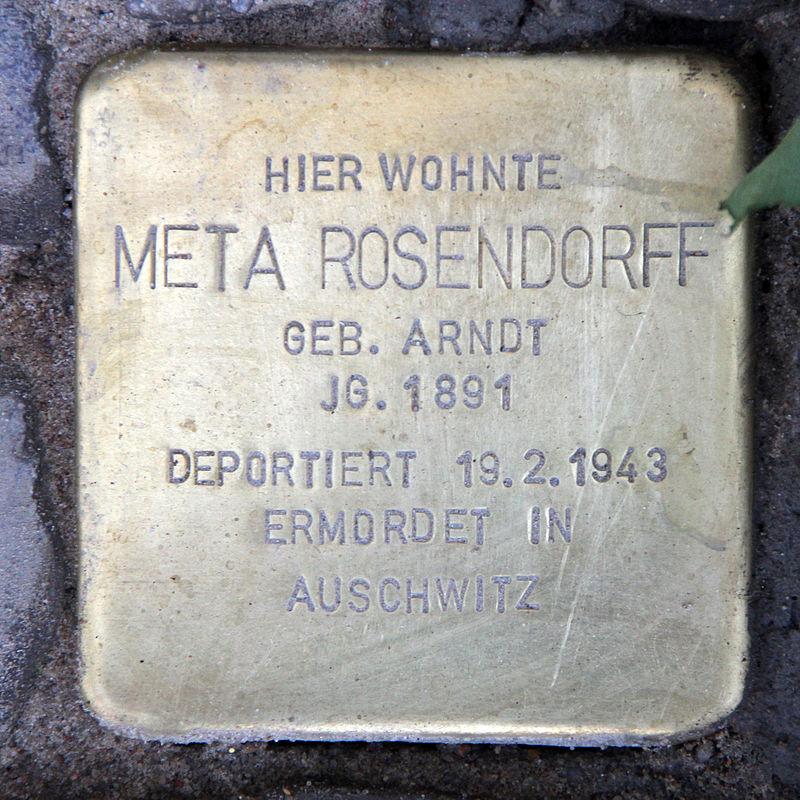 HIER WOHNTE
META ROSENDORFF
GEB. ARNDT
JG. 1891
DEPORTIERT 19.2.1943
ERMORDET IN
AUSCHWITZ